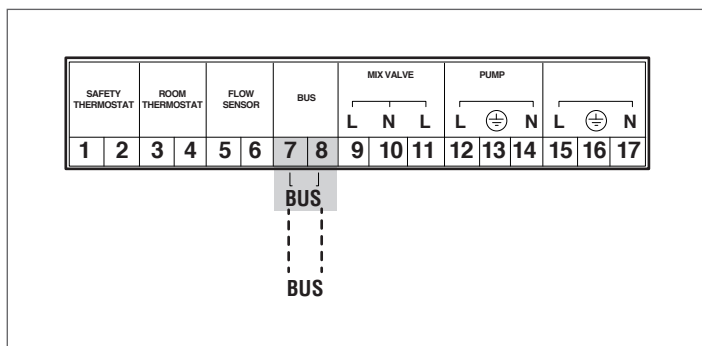 MIX VALVE PUMP
SAFETY THERMOSTAT ROOM THERMOSTAT FLOW SENSOR BUS
L N L L N L N
1 2 3 4 5 6 7 8 9 10 11 12 13 14 15 16 17
BUS
BUS